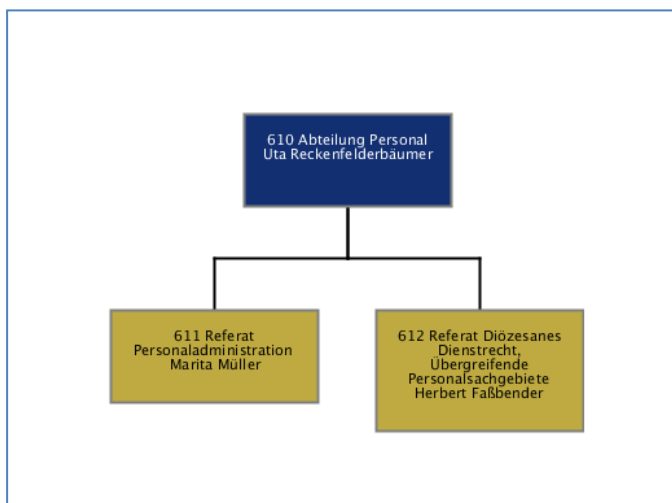 610 Abteilung Personal
Uta Reckenfelderbäumer
611 Referat
Personaladministration
Marita Müller
612 Referat Diözesanes
Dienstrecht,
Übergreifende
Personalsachgebiete
Herbert Faßbender